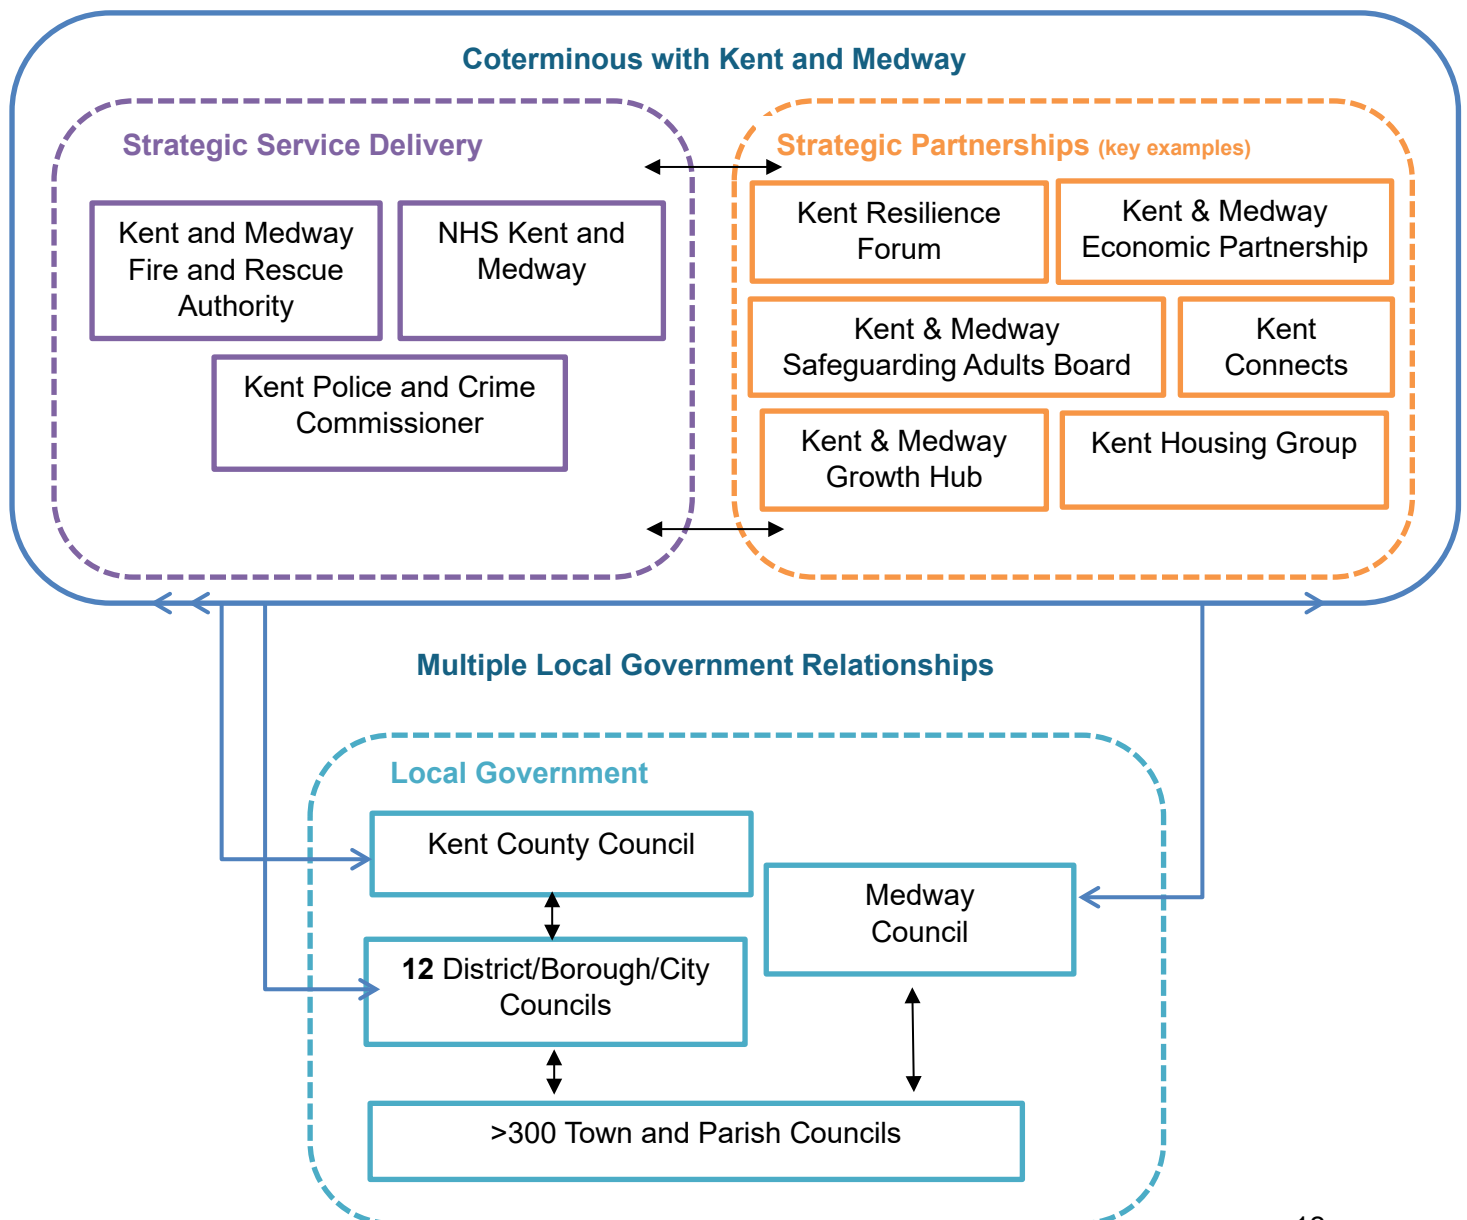 Coterminous with Kent and Medway
Strategic Service Delivery
Kent and Medway
Fire and Rescue
Authority
NHS Kent and
Medway
Kent Police and Crime
Commissioner
Strategic Partnerships (key examples)
Kent Resilience
Forum
Kent & Medway
Economic Partnership
Kent & Medway
Safeguarding Adults Board
Kent
Connects
Kent & Medway
Growth Hub
Kent Housing Group
Multiple Local Government Relationships
Local Government
Kent County Council
Medway
Council
12 District/Borough/City
Councils
>300 Town and Parish Councils